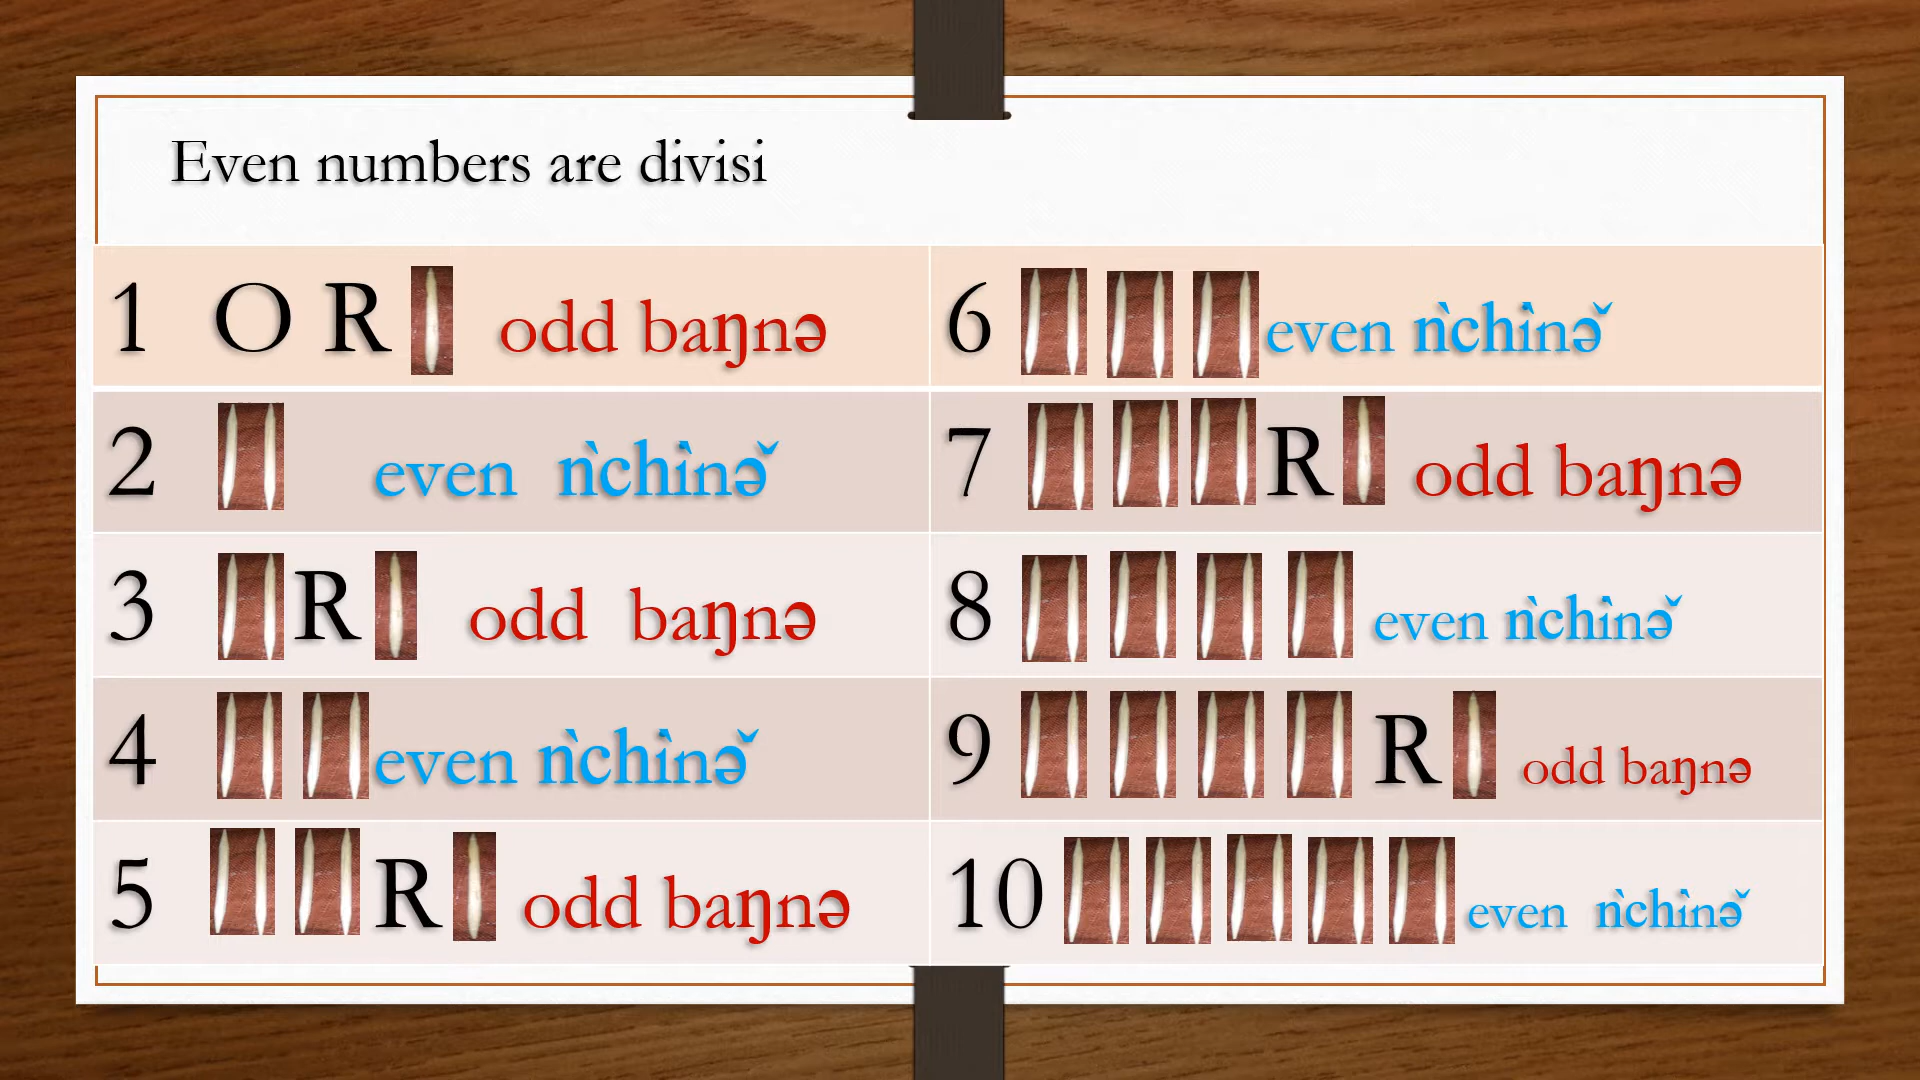 Even numbers are divisi
1 O R odd baŋnə
2 even ǹchìnə̌
3 R odd baŋnə
4 even ǹchìnə̌
5 R odd baŋnə
6 even ǹchìnə̌
7 R odd baŋnə
8 even ǹchìnə̌
9 R odd baŋnə
10 even ǹchìnə̌